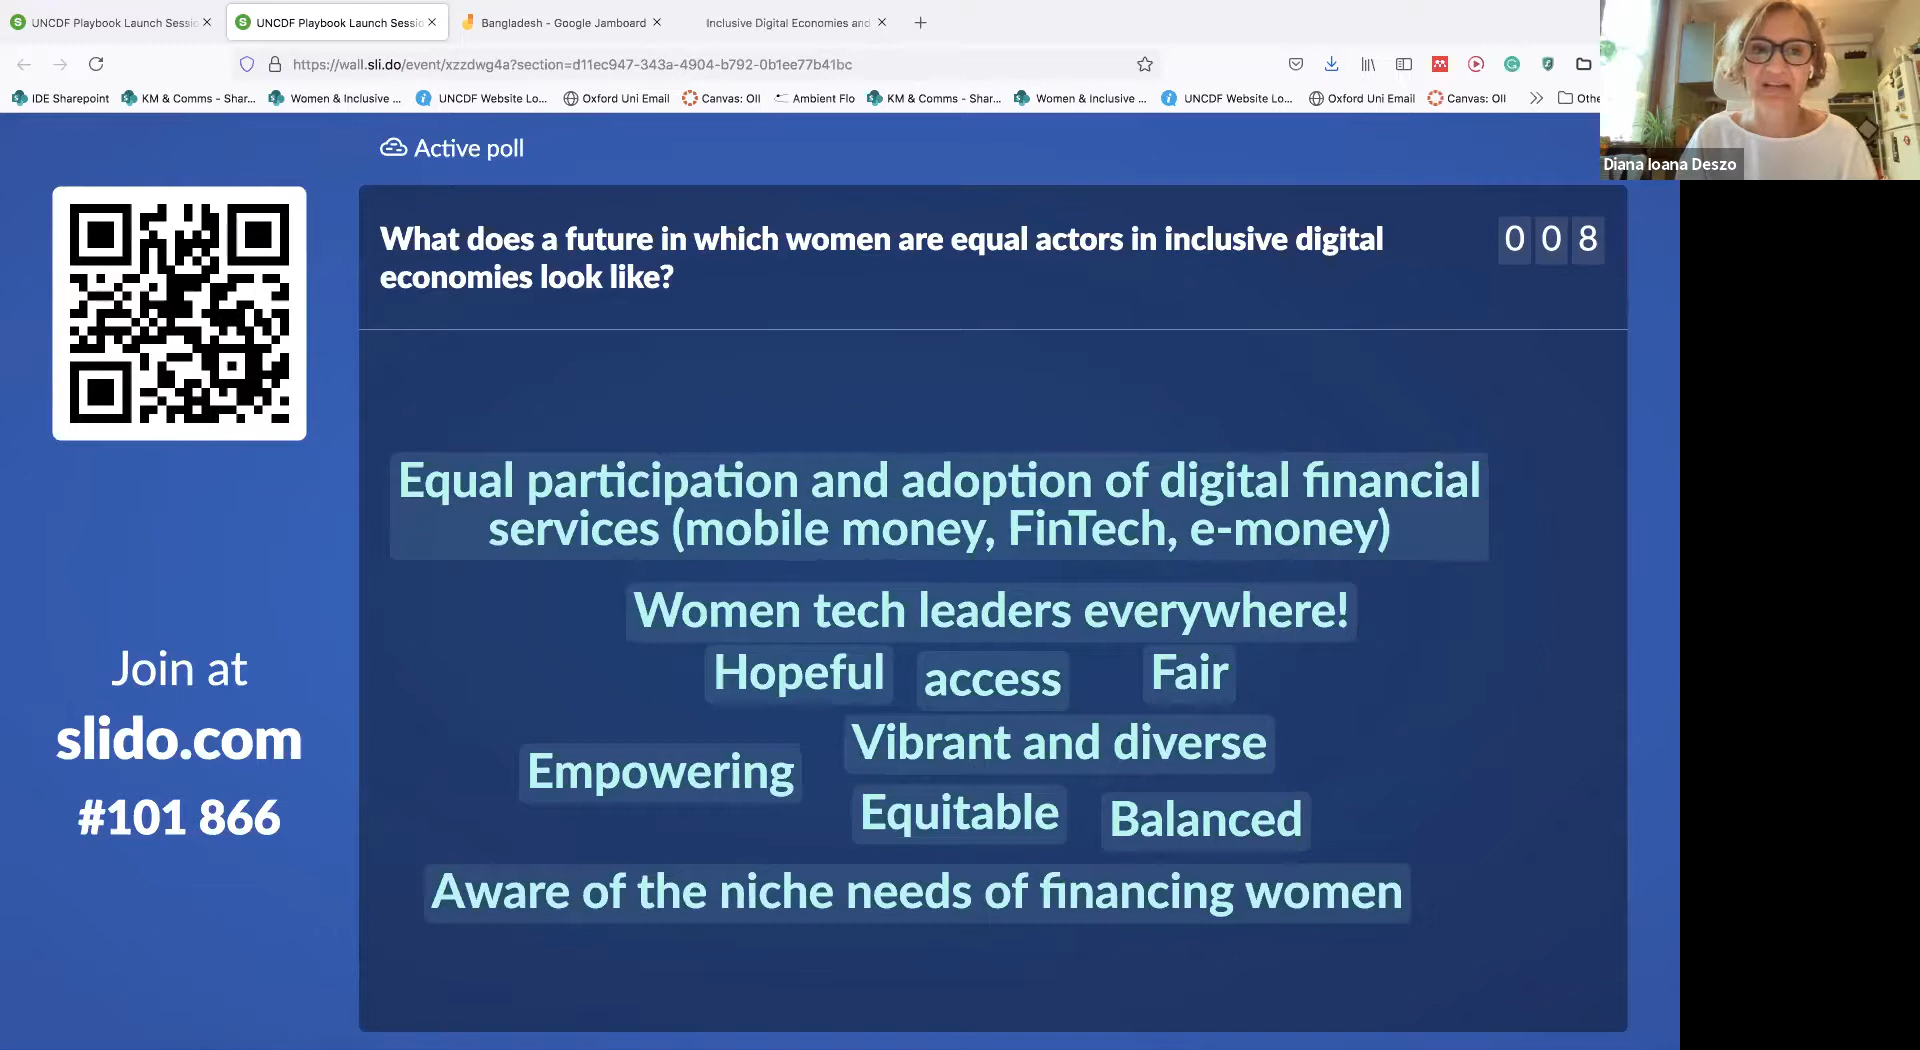 UNCDF Playbook Launch Sessio
UNCDF Playbook Launch Sessio
Bangladesh - Google Jamboard
Inclusive Digital Economies and
https://wall.sli.do/event/xzzdwg4a?section=d11ec947-343a-4904-b792-0b1ee77b41bc
IDE Sharepoint
KM & Comms - Shar...
Women & Inclusive ...
UNCDF Website Lo...
Oxford Uni Email
Canvas: OII
Ambient Flo
KM & Comms - Shar...
Women & Inclusive ...
UNCDF Website Lo...
Oxford Uni Email
Canvas: OII
Othe
Diana Ioana Deszo
Active poll
What does a future in which women are equal actors in inclusive digital
economies look like?
0 0 8
Equal participation and adoption of digital financial
services (mobile money, FinTech, e-money)
Women tech leaders everywhere!
Hopeful
access
Fair
Vibrant and diverse
Empowering
Equitable
Balanced
Aware of the niche needs of financing women
Join at
slido.com
#101 866